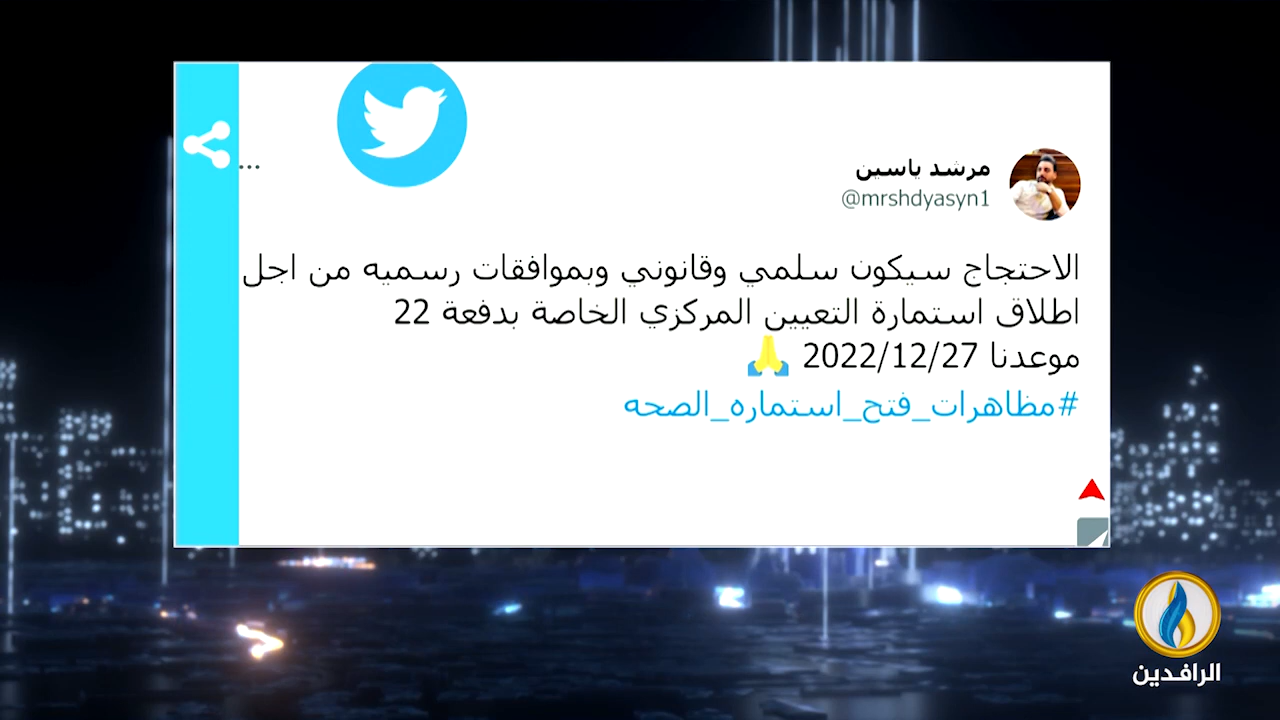 ...
مرشد ياسين
@mrshdyasyn1
الاحتجاج سيكون سلمي وقانوني وبموافقات رسميه من اجل
اطلاق استمارة التعيين المركزي الخاصة بدفعة 22
موعدنا 2022/12/27 🙏
#مظاهرات_فتح_استماره_الصحه
الرافدين